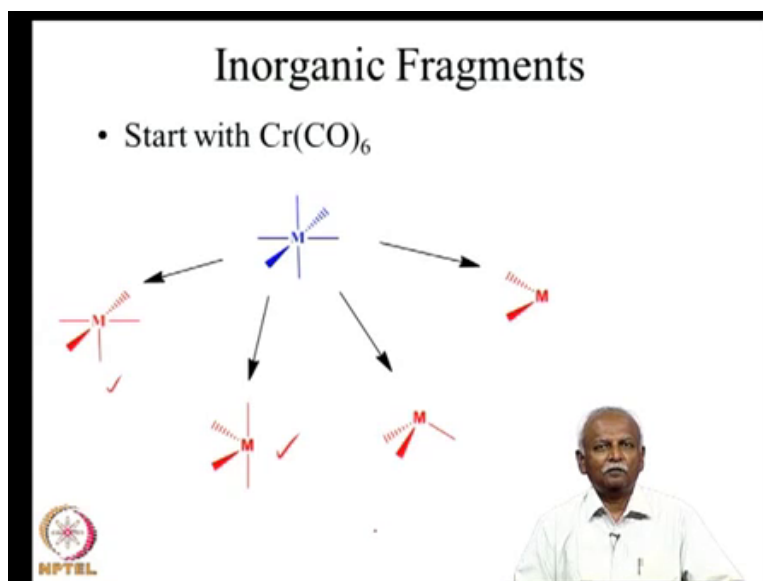 Inorganic Fragments
• Start with Cr(CO)₆
M
M
M
M
M
NPTEL